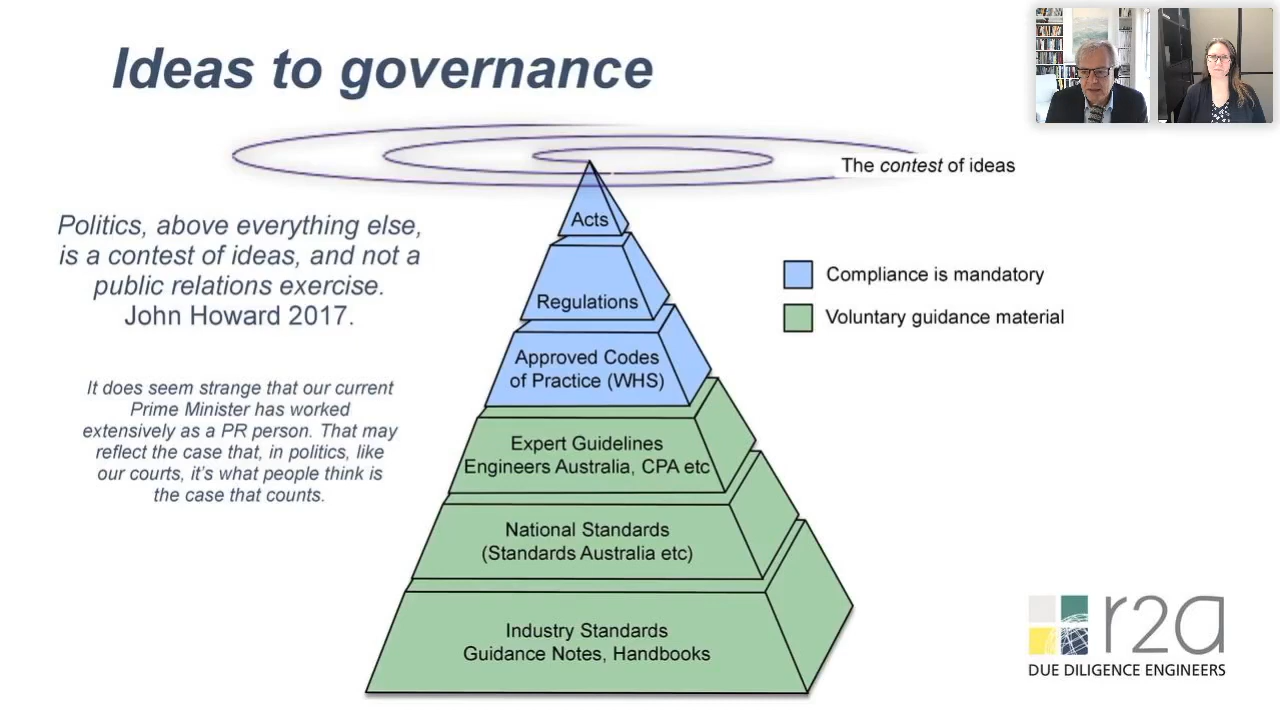 Ideas to governance
The contest of ideas
Politics, above everything else,
is a contest of ideas, and not a
public relations exercise.
John Howard 2017.
It does seem strange that our current
Prime Minister has worked
extensively as a PR person. That may
reflect the case that, in politics, like
our courts, it's what people think is
the case that counts.
Acts
Regulations
Approved Codes
of Practice (WHS)
Expert Guidelines
Engineers Australia, CPA etc
National Standards
(Standards Australia etc)
Industry Standards
Guidance Notes, Handbooks
Compliance is mandatory
Voluntary guidance material
r2a
DUE DILIGENCE ENGINEERS